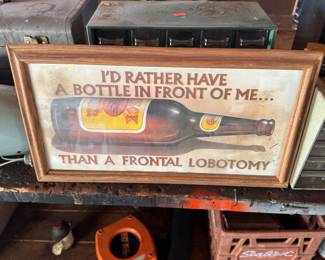 I'D RATHER HAVE
A BOTTLE IN FRONT OF ME...
THAN A FRONTAL LOBOTOMY